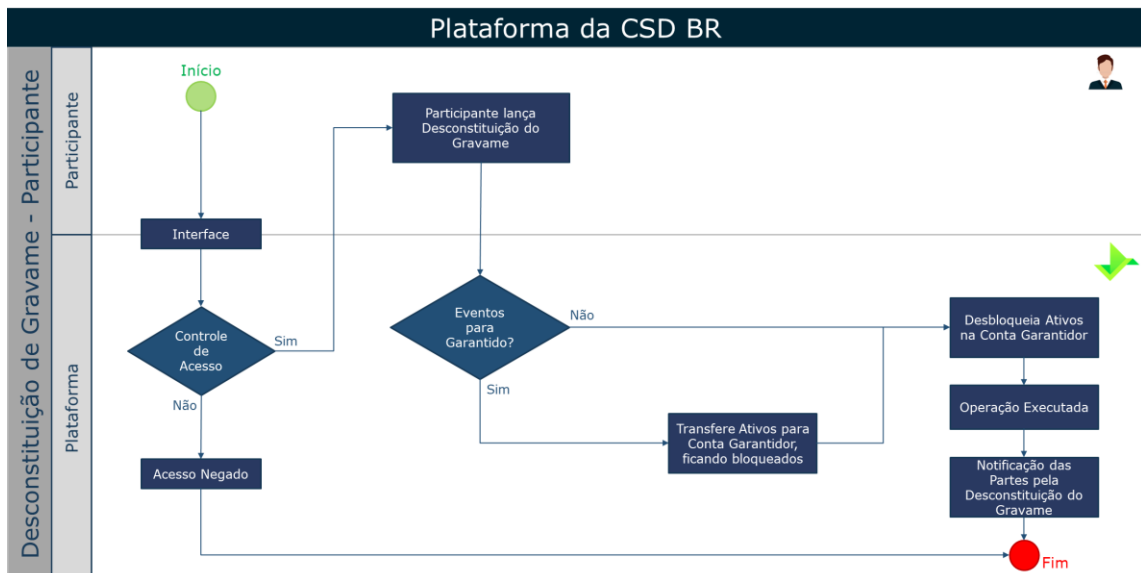 Plataforma da CSD BR
Desconstituição de Gravame - Participante
Participante
Início
Participante lança
Desconstituição do
Gravame
Interface
Plataforma
Controle
de
Acesso
Sim
Não
Acesso Negado
Eventos
para
Garantido?
Não
Sim
Transfere Ativos para
Conta Garantidor,
ficando bloqueados
Desbloqueia Ativos
na Conta Garantidor
Operação Executada
Notificação das
Partes pela
Desconstituição do
Gravame
Fim